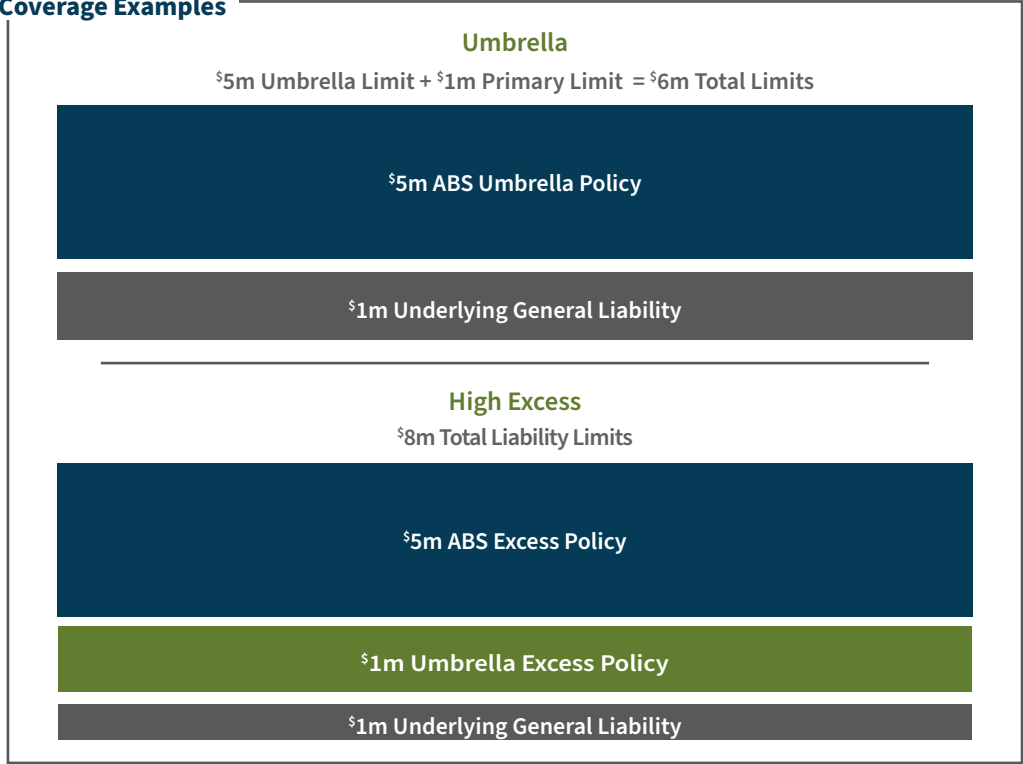 Coverage Examples
Umbrella
$5m Umbrella Limit + $1m Primary Limit = $6m Total Limits
$5m ABS Umbrella Policy
$1m Underlying General Liability
High Excess
$8m Total Liability Limits
$5m ABS Excess Policy
$1m Umbrella Excess Policy
$1m Underlying General Liability